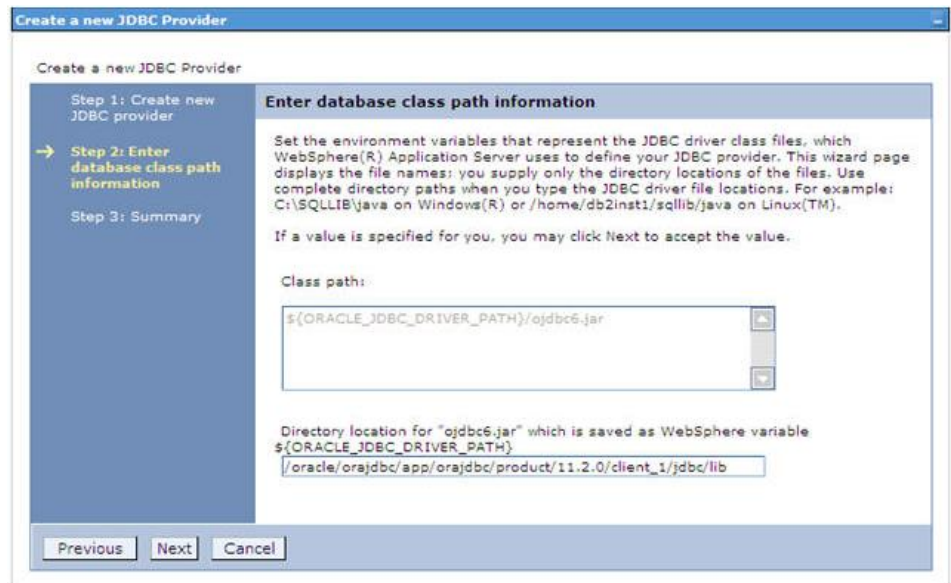 Create a new JDBC Provider
Create a new JDBC Provider
Step 1: Create new
JDBC provider
Step 2: Enter
database class path
information
Step 3: Summary
Enter database class path information
Set the environment variables that represent the JDBC driver class files, which
WebSphere(R) Application Server uses to define your JDBC provider. This wizard page
displays the file names; you supply only the directory locations of the files. Use
complete directory paths when you type the JDBC driver file locations. For example:
C:\SQLLIB\java on Windows(R) or /home/db2inst1/sqllib/java on Linux(TM).
If a value is specified for you, you may click Next to accept the value.
Class path:
${ORACLE_JDBC_DRIVER_PATH}/ojdbc6.jar
Directory location for "ojdbc6.jar" which is saved as WebSphere variable
${ORACLE_JDBC_DRIVER_PATH}
/oracle/orajdbc/app/orajdbc/product/11.2.0/client_1/jdbc/lib
Previous Next Cancel